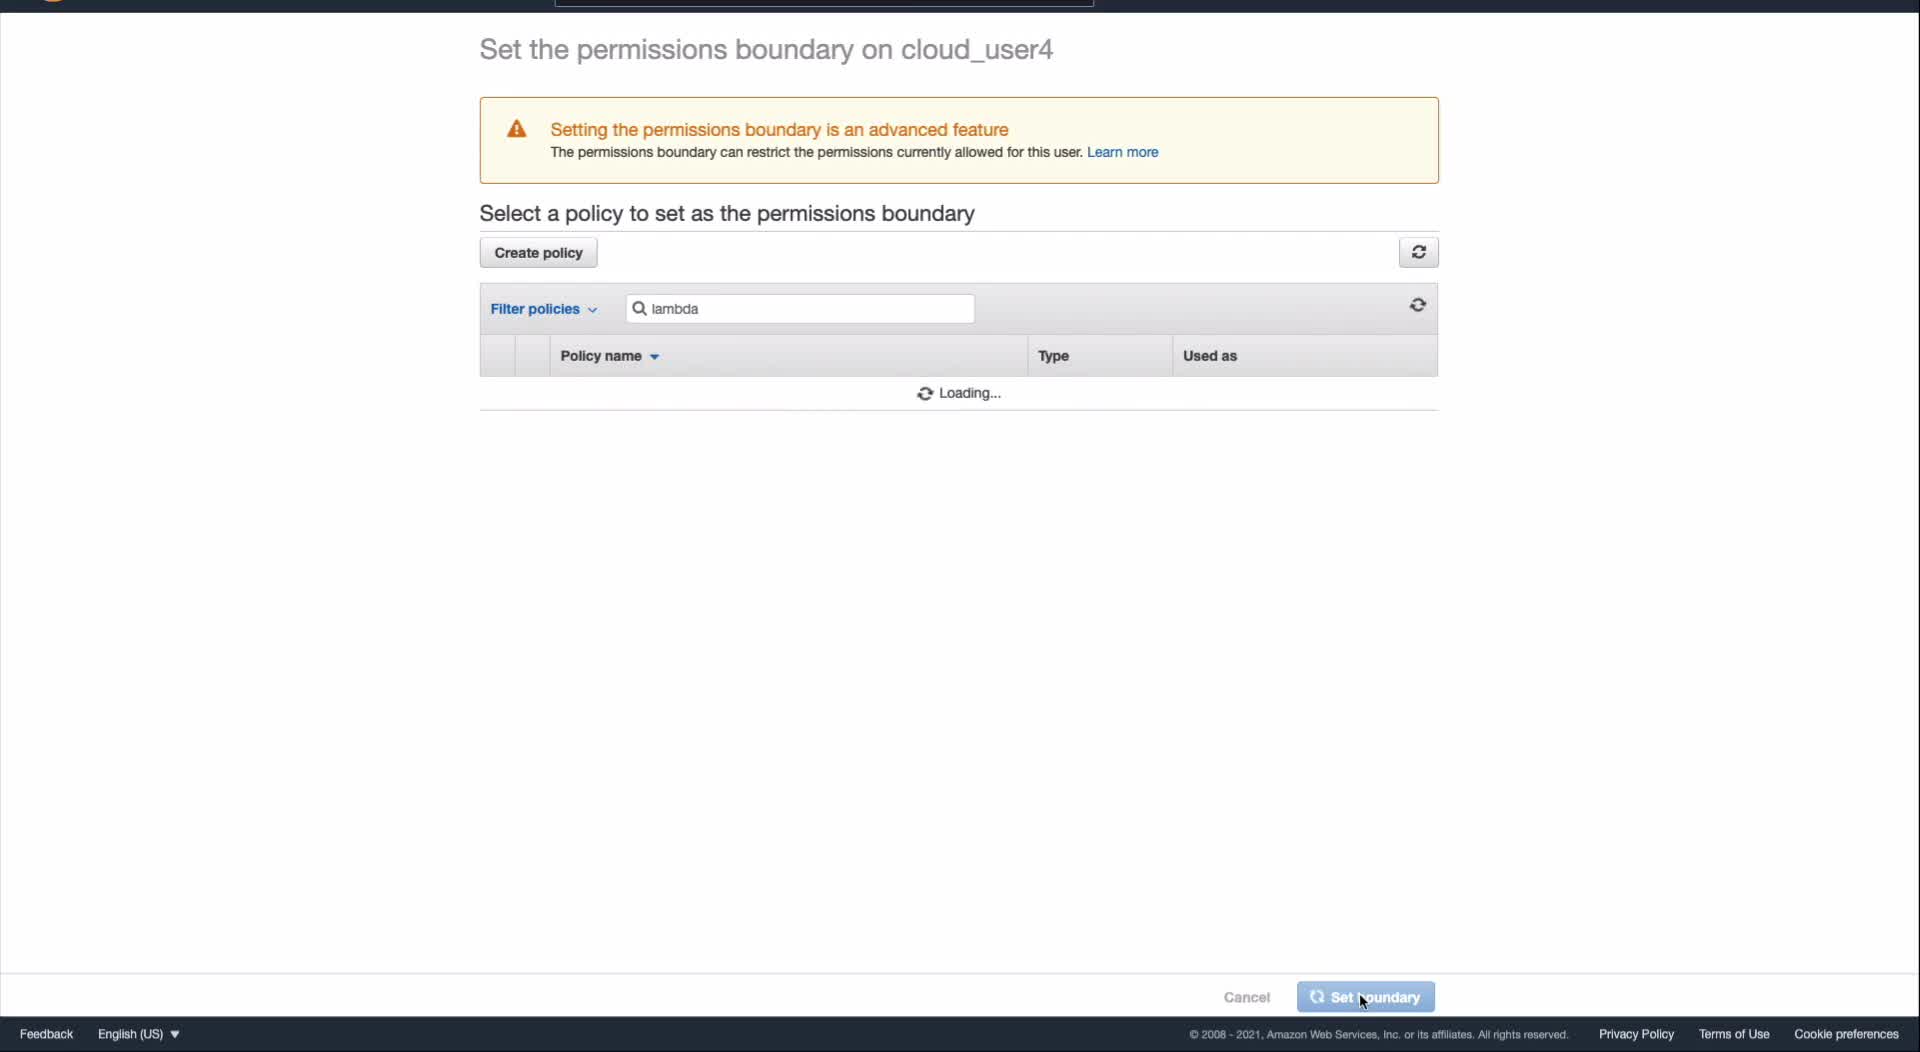 Set the permissions boundary on cloud_user4
Setting the permissions boundary is an advanced feature
The permissions boundary can restrict the permissions currently allowed for this user. Learn more
Select a policy to set as the permissions boundary
Create policy
Filter policies
lambda
Policy name Type Used as
Loading...
Cancel Set boundary
Feedback English (US) © 2008 - 2021, Amazon Web Services, Inc. or its affiliates. All rights reserved. Privacy Policy Terms of Use Cookie preferences